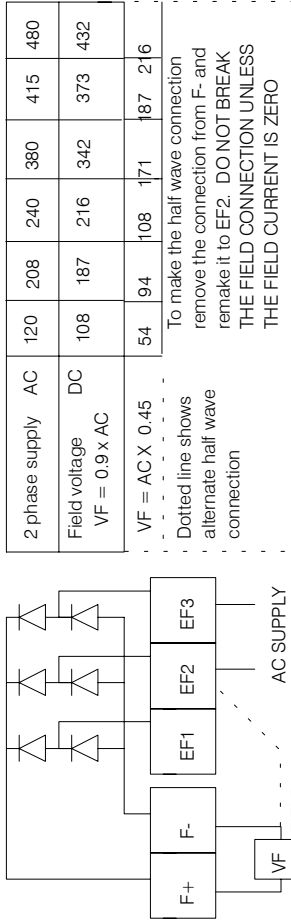 2 phase supply AC 120 208 240 380 415 480
Field voltage DC 108 187 216 342 373 432
VF = 0.9 x AC
VF = AC X 0.45 54 94 108 171 187 216
Dotted line shows
alternate half wave
connection
To make the half wave connection
remove the connection from F- and
remake it to EF2. DO NOT BREAK
THE FIELD CONNECTION UNLESS
THE FIELD CURRENT IS ZERO
F+ F- EF1 EF2 EF3
VF
AC SUPPLY